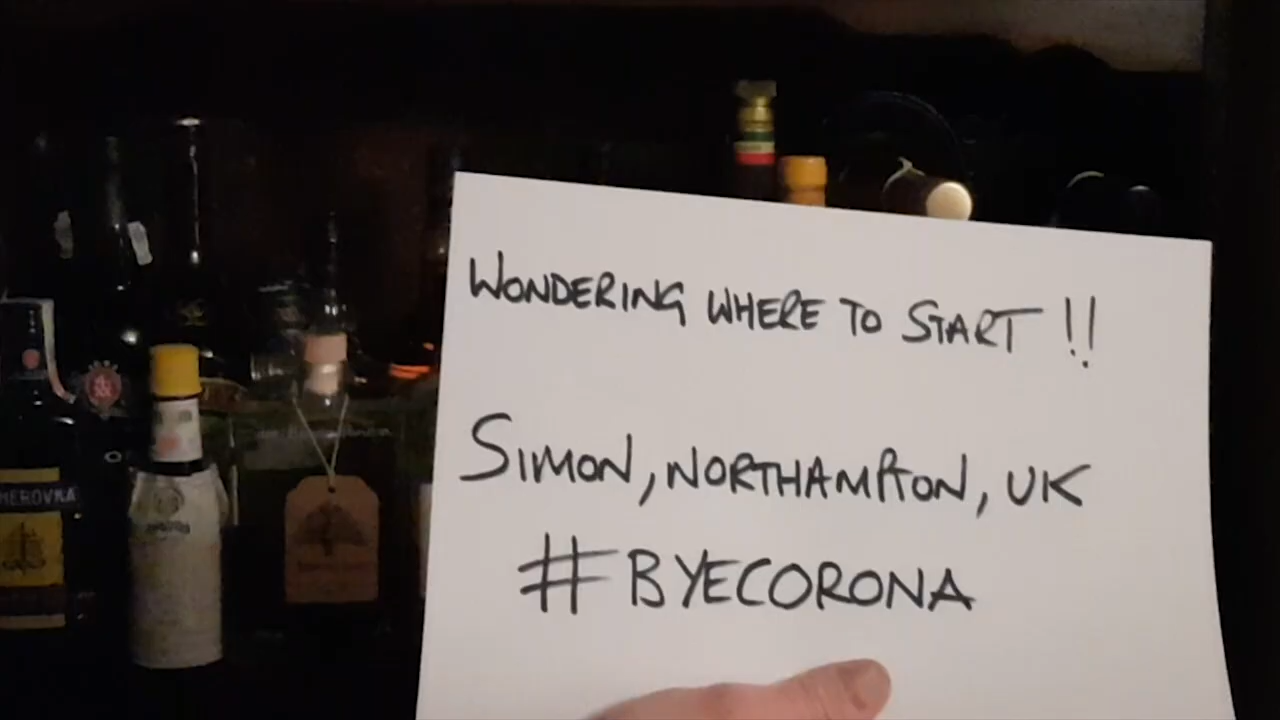 WONDERING WHERE TO START !!
SIMON, NORTHAMPTON, UK
#BYECORONA